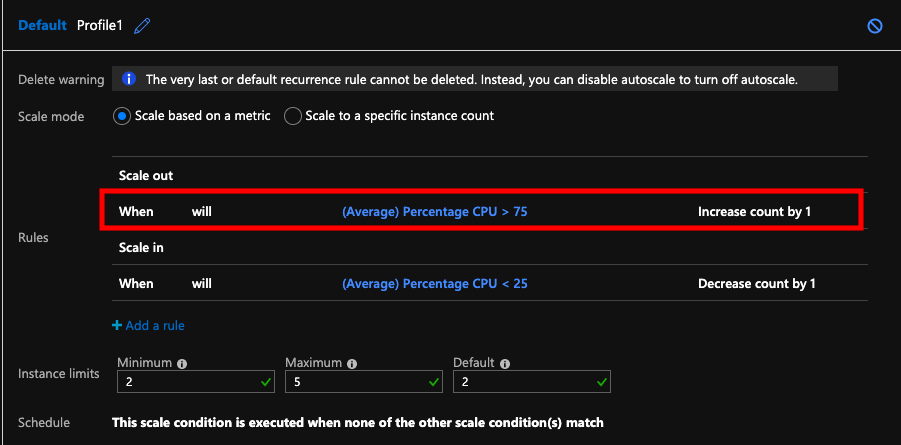 Default Profile1
Delete warning The very last or default recurrence rule cannot be deleted. Instead, you can disable autoscale to turn off autoscale.
Scale mode Scale based on a metric Scale to a specific instance count
Scale out
When will (Average) Percentage CPU > 75 Increase count by 1
Rules
Scale in
When will (Average) Percentage CPU < 25 Decrease count by 1
+ Add a rule
Minimum Maximum Default
Instance limits
2 5 2
Schedule This scale condition is executed when none of the other scale condition(s) match